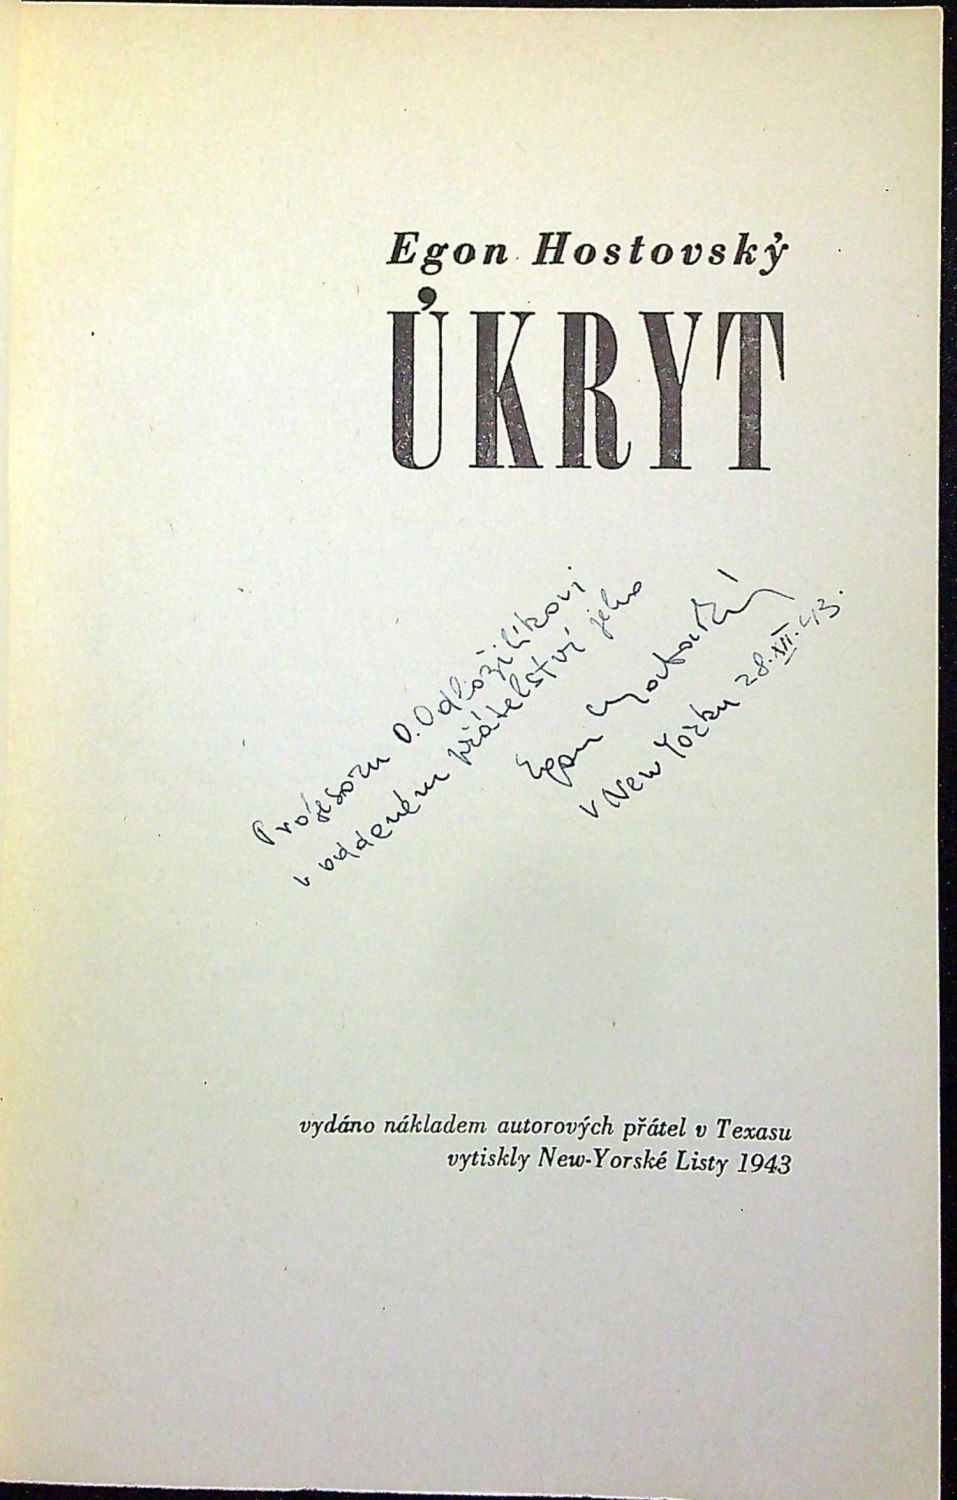 Egon Hostovský
ÚKRYT
Profesoru O. Odložilíkovi
v oddaném přátelství jeho
Egon Hostovský
v New Yorku 28. XII. 43.
vydáno nákladem autorových přátel v Texasu
vytiskly New-Yorské Listy 1943